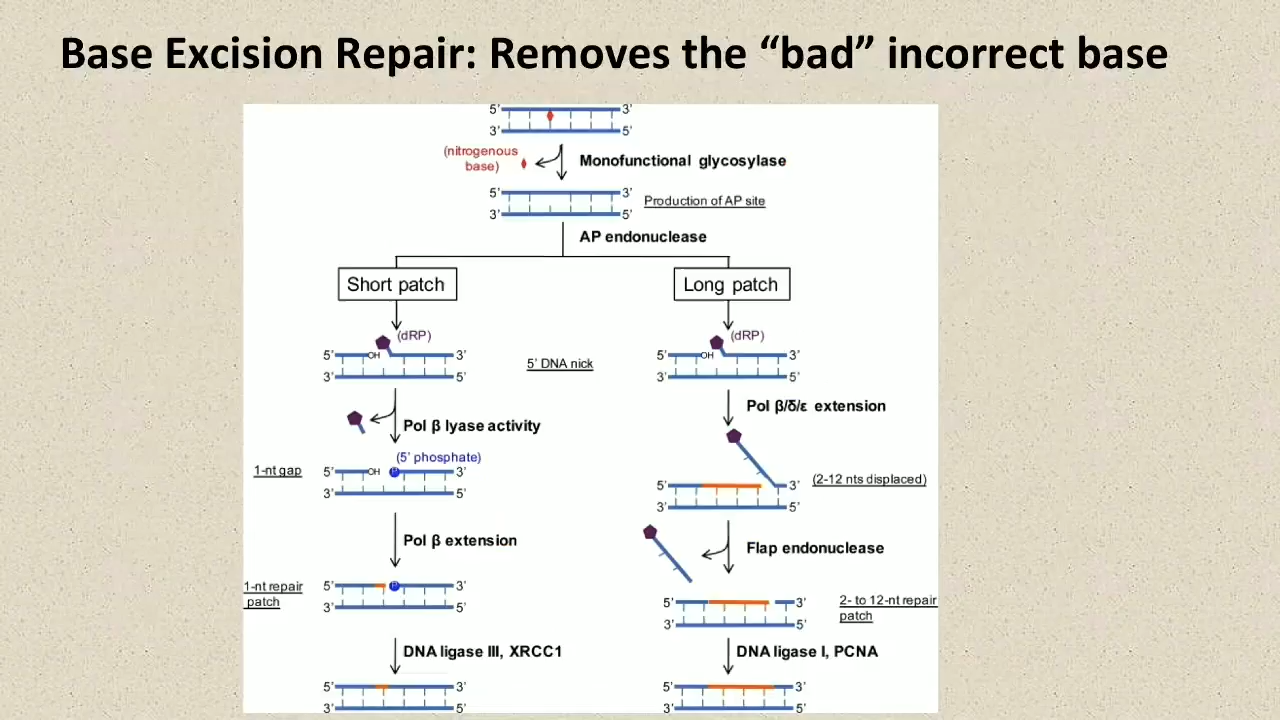 Base Excision Repair: Removes the “bad” incorrect base
5' 3'
3' 5'
(nitrogenous
base)
Monofunctional glycosylase
5' 3'
3' 5'
Production of AP site
AP endonuclease
Short patch
Long patch
(dRP)
5' OH 3'
3' 5'
5' DNA nick
(dRP)
5' OH 3'
3' 5'
Pol β lyase activity
Pol β/δ/ε extension
(5' phosphate)
1-nt gap
5' OH P 3'
3' 5'
(2-12 nts displaced)
5' 3'
3' 5'
Pol β extension
Flap endonuclease
1-nt repair
patch
5' P 3'
3' 5'
5' 3'
3' 5'
2- to 12-nt repair
patch
DNA ligase III, XRCC1
DNA ligase I, PCNA
5' 3'
3' 5'
5' 3'
3' 5'